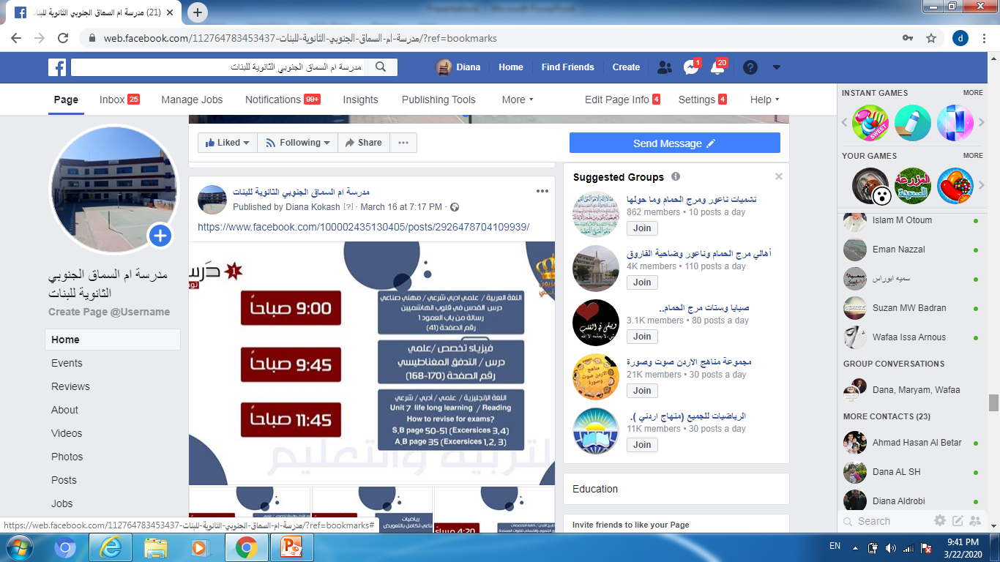 (21) مدرسة ام السماق الجنوبي الثانوية للبنات
web.facebook.com/112764783453437-مدرسة-ام-السماق-الجنوبي-الثانوية-للبنات/?ref=bookmarks
d
مدرسة ام السماق الجنوبي الثانوية للبنات
Diana
Home
Find Friends
Create
1
20
Page
Inbox 25
Manage Jobs
Notifications 99+
Insights
Publishing Tools
More
Edit Page Info 4
Settings 4
Help
مدرسة ام السماق الجنوبي
الثانوية للبنات
Create Page @Username
Home
Events
Reviews
About
Videos
Photos
Posts
Jobs
Liked
Following
Share
Send Message
مدرسة ام السماق الجنوبي الثانوية للبنات
Published by Diana Kokash [?] · March 16 at 7:17 PM ·
https://www.facebook.com/100002435130405/posts/2926478704109939/
9:00 صباحاً
اللغة العربية / علمي ادبي شرعي / مهني صناعي
درس القدس في قلوب الهاشميين
رسالة من باب العمود 1
رقم الصفحة (41)
9:45 صباحاً
فيزياء تخصص /علمي
درس / التدفق المغناطيسي
رقم الصفحة (168-170)
11:45 صباحاً
اللغة الإنجليزية / علمي / أدبي / شرعي
Unit 7 life long learning / Reading
How to revise for exams?
S,B page 50-51 (Excersices 3,4)
A,B page 35 (Exersices 1,2, 3)
لتربية والتعليم
رياضيات
4:20 مساءً
Suggested Groups
نشميات ناعور ومرج الحمام وما حولها
862 members • 10 posts a day
Join
أهالي مرج الحمام وناعور وضاحية الفاروق
4K members • 110 posts a day
Join
صبايا وستات مرج الحمام..
3.1K members • 80 posts a day
Join
مجموعة مناهج الاردن صوت وصورة
21K members • 30 posts a day
Join
الرياضيات للجميع (منهاج اردني ).
11K members • 30 posts a day
Join
Education
Invite friends to like your Page
INSTANT GAMES
MORE
SWEET
YOUR GAMES
MORE
المزرعة
السعيدة
Islam M Otoum
Eman Nazzal
سميه ابوراس
Suzan MW Badran
Wafaa Issa Arnous
GROUP CONVERSATIONS
Dana, Maryam, Wafaa
MORE CONTACTS (23)
Ahmad Hasan Al Betar
Dana AL SH
Diana Aldrobi
Search
https://web.facebook.com/112764783453437-مدرسة-ام-السماق-الجنوبي-الثانوية-للبنات/?ref=bookmarks#
EN
9:41 PM
3/22/2020